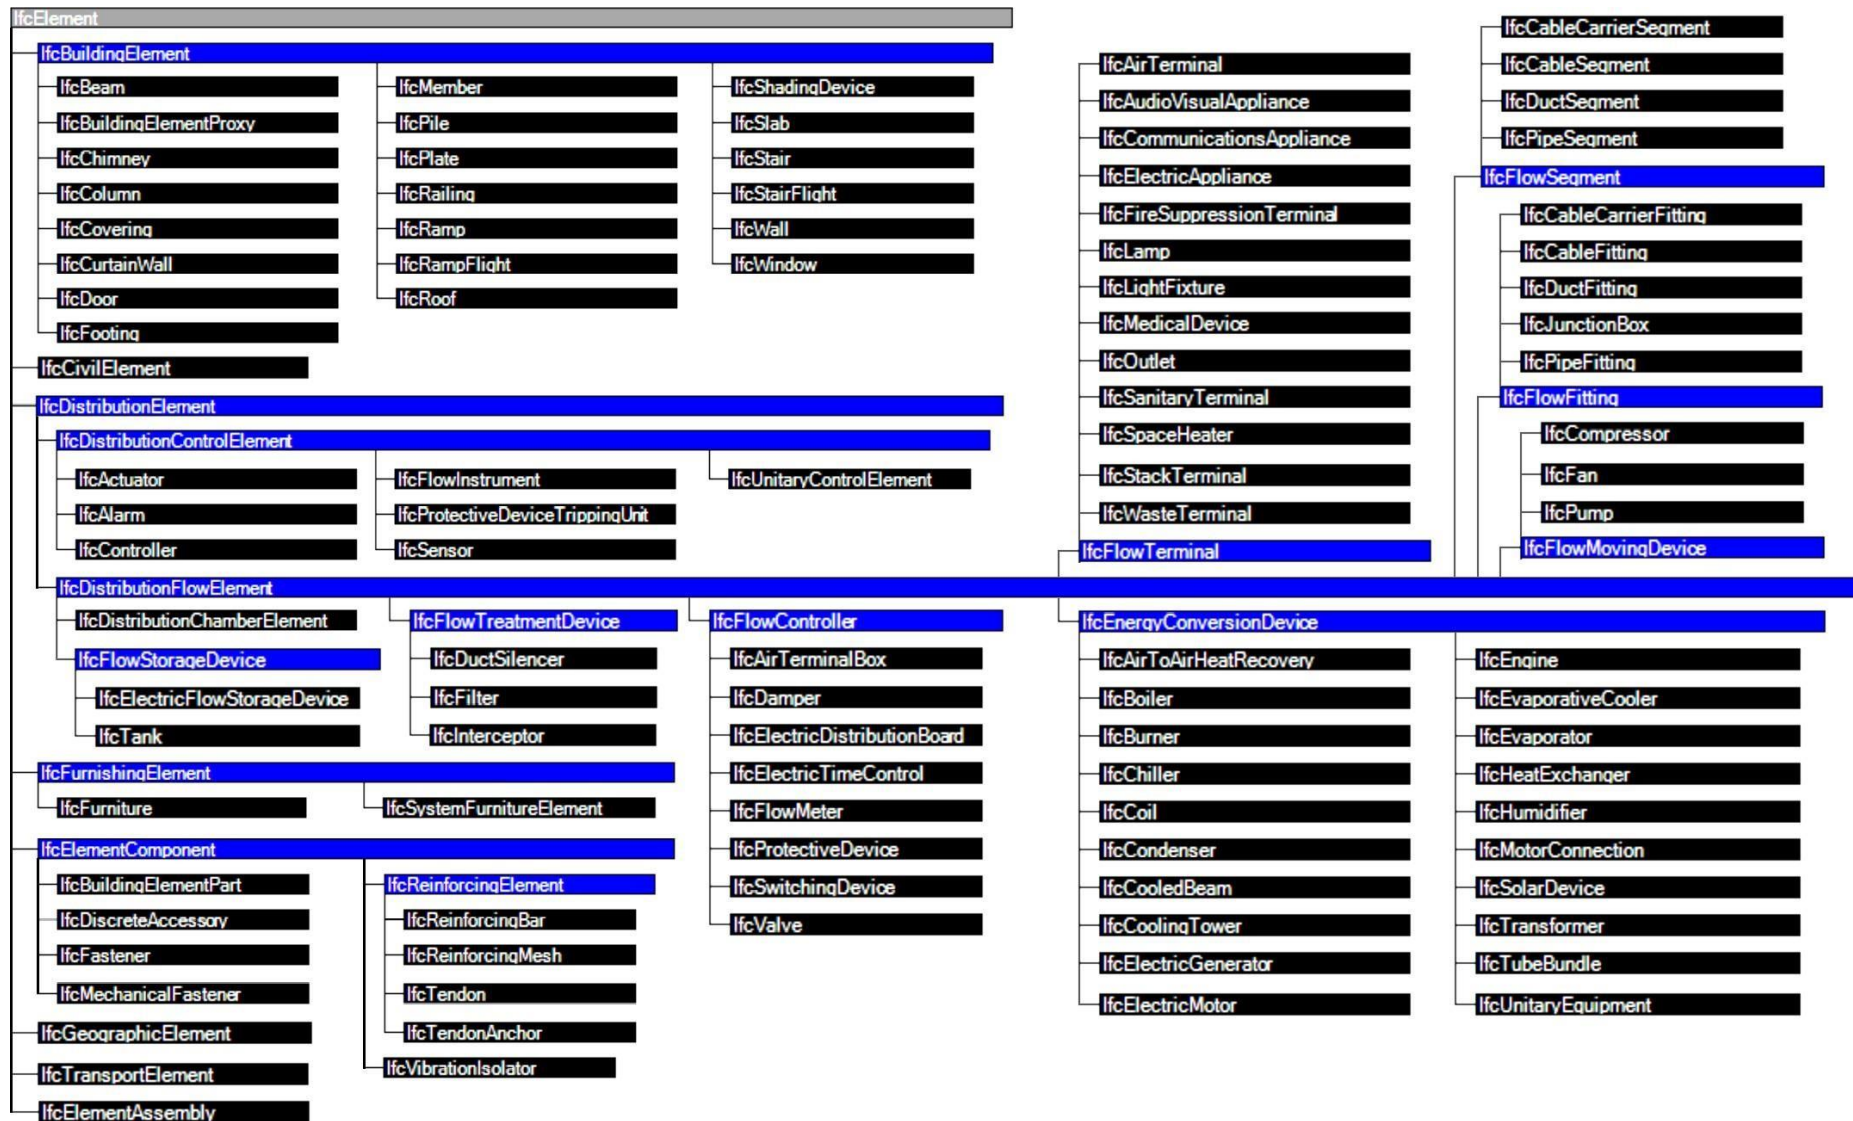 IfcElement
IfcBuildingElement
IfcBeam
IfcBuildingElementProxy
IfcChimney
IfcColumn
IfcCovering
IfcCurtainWall
IfcDoor
IfcFooting
IfcMember
IfcPile
IfcPlate
IfcRailing
IfcRamp
IfcRampFlight
IfcRoof
IfcShadingDevice
IfcSlab
IfcStair
IfcStairFlight
IfcWall
IfcWindow
IfcCivilElement
IfcDistributionElement
IfcDistributionControlElement
IfcActuator
IfcAlarm
IfcController
IfcFlowInstrument
IfcProtectiveDeviceTrippingUnit
IfcSensor
IfcUnitaryControlElement
IfcDistributionFlowElement
IfcDistributionChamberElement
IfcFlowStorageDevice
IfcElectricFlowStorageDevice
IfcTank
IfcFlowTreatmentDevice
IfcDuctSilencer
IfcFilter
IfcInterceptor
IfcFlowController
IfcAirTerminalBox
IfcDamper
IfcElectricDistributionBoard
IfcElectricTimeControl
IfcFlowMeter
IfcProtectiveDevice
IfcSwitchingDevice
IfcValve
IfcFurnishingElement
IfcFurniture
IfcSystemFurnitureElement
IfcElementComponent
IfcBuildingElementPart
IfcDiscreteAccessory
IfcFastener
IfcMechanicalFastener
IfcReinforcingElement
IfcReinforcingBar
IfcReinforcingMesh
IfcTendon
IfcTendonAnchor
IfcVibrationIsolator
IfcGeographicElement
IfcTransportElement
IfcElementAssembly
IfcAirTerminal
IfcAudioVisualAppliance
IfcCommunicationsAppliance
IfcElectricAppliance
IfcFireSuppressionTerminal
IfcLamp
IfcLightFixture
IfcMedicalDevice
IfcOutlet
IfcSanitaryTerminal
IfcSpaceHeater
IfcStackTerminal
IfcWasteTerminal
IfcFlowTerminal
IfcCableCarrierSegment
IfcCableSegment
IfcDuctSegment
IfcPipeSegment
IfcFlowSegment
IfcCableCarrierFitting
IfcCableFitting
IfcDuctFitting
IfcJunctionBox
IfcPipeFitting
IfcFlowFitting
IfcCompressor
IfcFan
IfcPump
IfcFlowMovingDevice
IfcEnergyConversionDevice
IfcAirToAirHeatRecovery
IfcBoiler
IfcBurner
IfcChiller
IfcCoil
IfcCondenser
IfcCooledBeam
IfcCoolingTower
IfcElectricGenerator
IfcElectricMotor
IfcEngine
IfcEvaporativeCooler
IfcEvaporator
IfcHeatExchanger
IfcHumidifier
IfcMotorConnection
IfcSolarDevice
IfcTransformer
IfcTubeBundle
IfcUnitaryEquipment